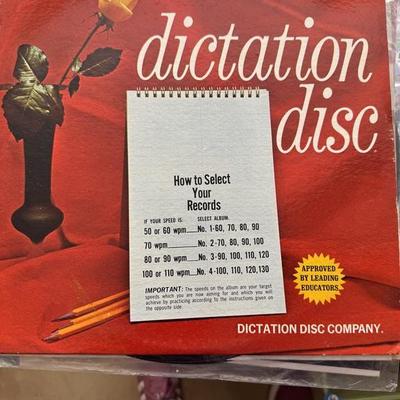 dictation
disc.
How to Select
Your
Records
IF YOUR SPEED IS: SELECT ALBUM:
50 or 60 wpm....No. 1-60, 70, 80, 90
70 wpm..........No. 2-70, 80, 90, 100
80 or 90 wpm....No. 3-90, 100, 110, 120
100 or 110 wpm..No. 4-100, 110, 120,130
IMPORTANT: The speeds on the album are your target
speeds which you are now aiming for and which you will
achieve by practicing according to the instructions given on
the opposite side.
APPROVED
BY LEADING
EDUCATORS.
DICTATION DISC COMPANY.